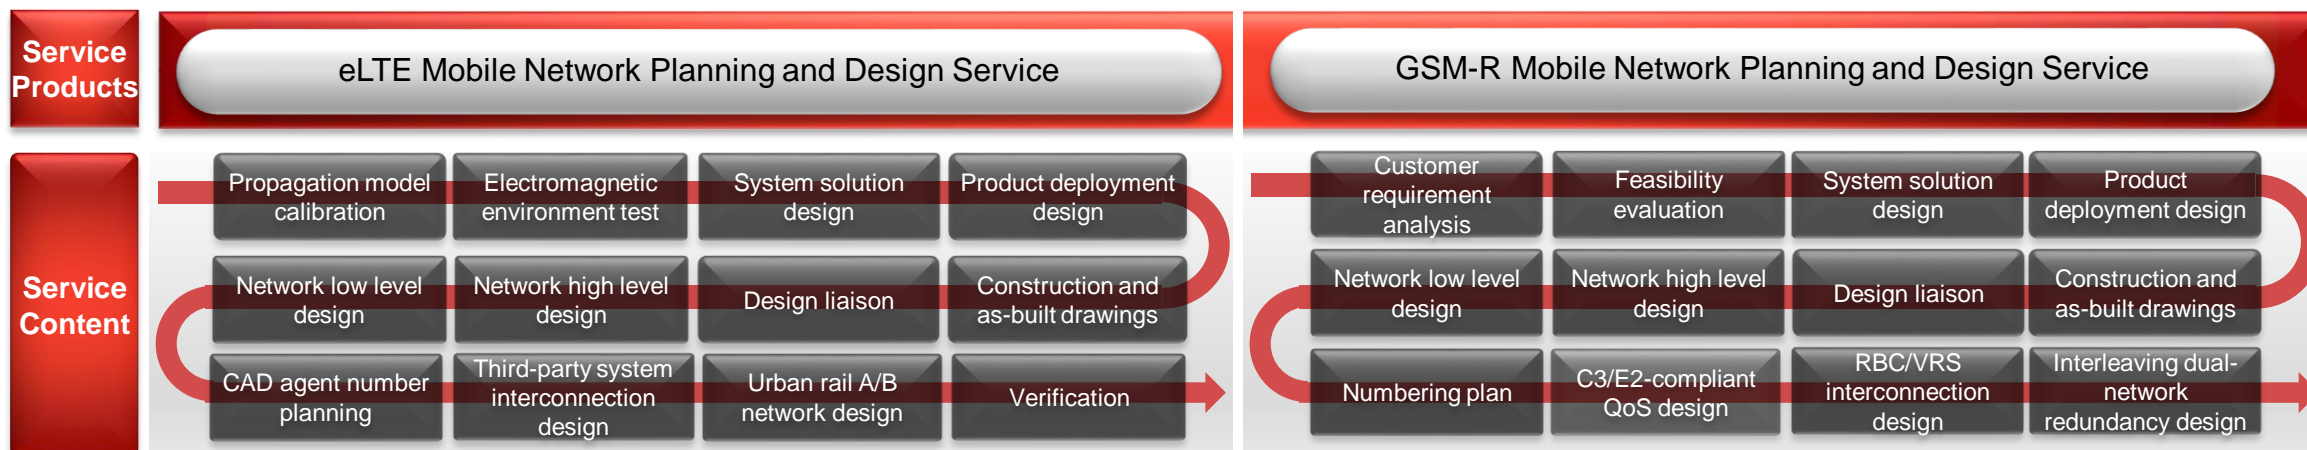 Service
Products
eLTE Mobile Network Planning and Design Service
GSM-R Mobile Network Planning and Design Service
Service
Content
Propagation model
calibration
Electromagnetic
environment test
System solution
design
Product deployment
design
Network low level
design
Network high level
design
Design liaison
Construction and
as-built drawings
CAD agent number
planning
Third-party system
interconnection
design
Urban rail A/B
network design
Verification
Customer
requirement
analysis
Feasibility
evaluation
System solution
design
Product
deployment design
Network low level
design
Network high level
design
Design liaison
Construction and
as-built drawings
Numbering plan
C3/E2-compliant
QoS design
RBC/VRS
interconnection
design
Interleaving dual-
network
redundancy design